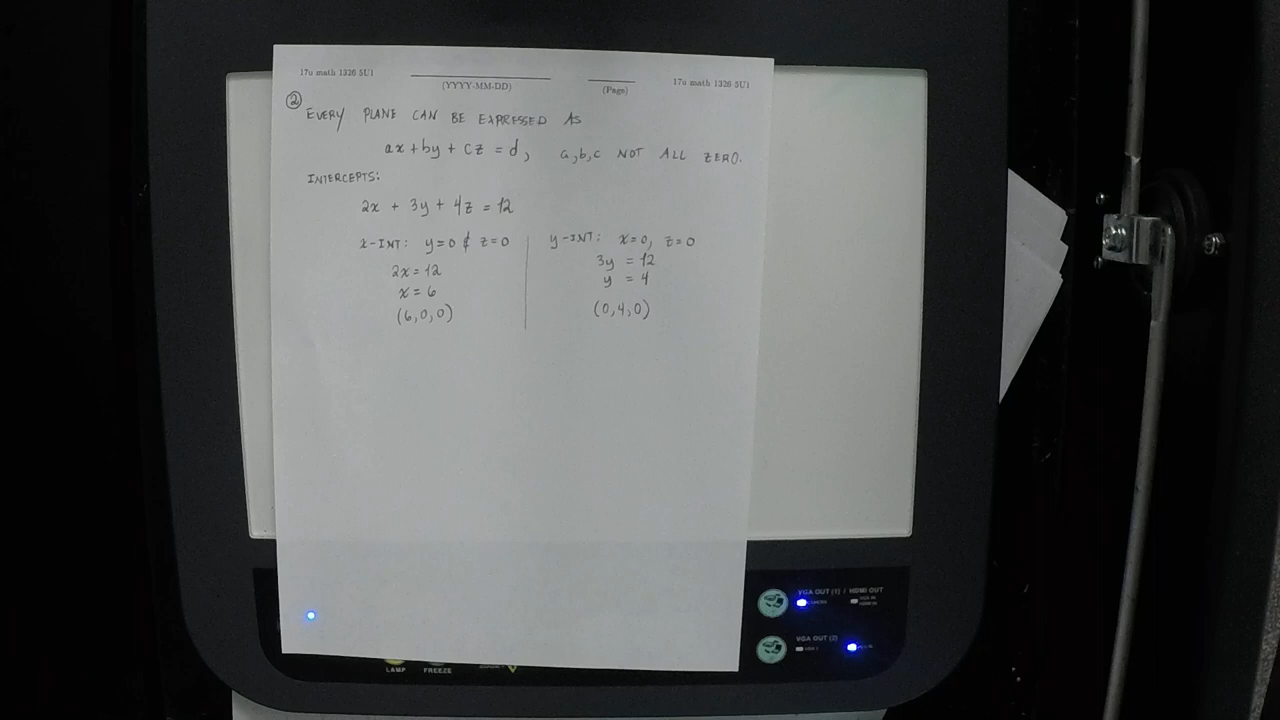 17u math 1326 5U1
(YYYY-MM-DD)
(Page)
17u math 1326 5U1
②
EVERY PLANE CAN BE EXPRESSED AS
ax + by + cz = d, a, b, c NOT ALL ZERO.
INTERCEPTS:
2x + 3y + 4z = 12
x-INT: y=0 & z=0
2x = 12
x = 6
(6, 0, 0)
y-INT: x=0, z=0
3y = 12
y = 4
(0, 4, 0)
VGA OUT (1) / HDMI OUT
VGA OUT (2)
LAMP
FREEZE